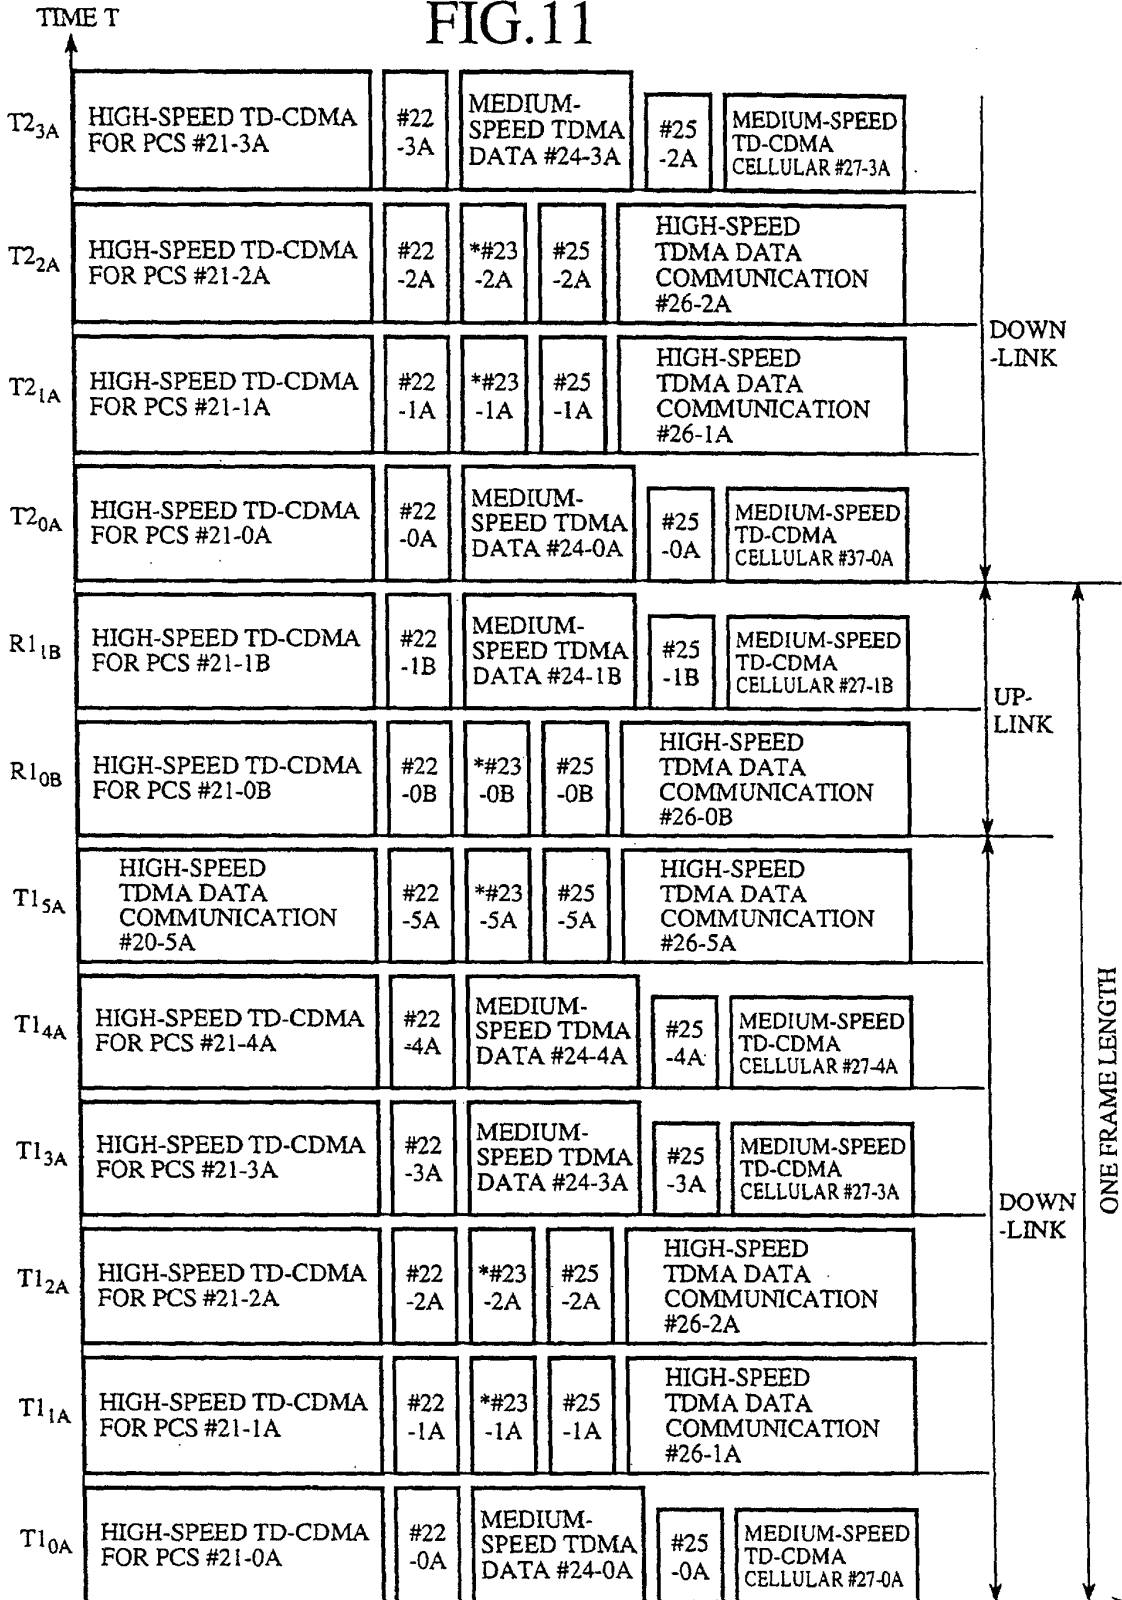 FIG.11
TIME T
T2₃A
HIGH-SPEED TD-CDMA
FOR PCS #21-3A
#22
-3A
MEDIUM-
SPEED TDMA
DATA #24-3A
#25
-2A
MEDIUM-SPEED
TD-CDMA
CELLULAR #27-3A
T2₂A
HIGH-SPEED TD-CDMA
FOR PCS #21-2A
#22
-2A
*#23
-2A
#25
-2A
HIGH-SPEED
TDMA DATA
COMMUNICATION
#26-2A
DOWN
-LINK
T2₁A
HIGH-SPEED TD-CDMA
FOR PCS #21-1A
#22
-1A
*#23
-1A
#25
-1A
HIGH-SPEED
TDMA DATA
COMMUNICATION
#26-1A
T2₀A
HIGH-SPEED TD-CDMA
FOR PCS #21-0A
#22
-0A
MEDIUM-
SPEED TDMA
DATA #24-0A
#25
-0A
MEDIUM-SPEED
TD-CDMA
CELLULAR #37-0A
R1₁B
HIGH-SPEED TD-CDMA
FOR PCS #21-1B
#22
-1B
MEDIUM-
SPEED TDMA
DATA #24-1B
#25
-1B
MEDIUM-SPEED
TD-CDMA
CELLULAR #27-1B
UP-
LINK
R1₀B
HIGH-SPEED TD-CDMA
FOR PCS #21-0B
#22
-0B
*#23
-0B
#25
-0B
HIGH-SPEED
TDMA DATA
COMMUNICATION
#26-0B
T1₅A
HIGH-SPEED
TDMA DATA
COMMUNICATION
#20-5A
#22
-5A
*#23
-5A
#25
-5A
HIGH-SPEED
TDMA DATA
COMMUNICATION
#26-5A
T1₄A
HIGH-SPEED TD-CDMA
FOR PCS #21-4A
#22
-4A
MEDIUM-
SPEED TDMA
DATA #24-4A
#25
-4A
MEDIUM-SPEED
TD-CDMA
CELLULAR #27-4A
ONE FRAME LENGTH
T1₃A
HIGH-SPEED TD-CDMA
FOR PCS #21-3A
#22
-3A
MEDIUM-
SPEED TDMA
DATA #24-3A
#25
-3A
MEDIUM-SPEED
TD-CDMA
CELLULAR #27-3A
DOWN
-LINK
T1₂A
HIGH-SPEED TD-CDMA
FOR PCS #21-2A
#22
-2A
*#23
-2A
#25
-2A
HIGH-SPEED
TDMA DATA
COMMUNICATION
#26-2A
T1₁A
HIGH-SPEED TD-CDMA
FOR PCS #21-1A
#22
-1A
*#23
-1A
#25
-1A
HIGH-SPEED
TDMA DATA
COMMUNICATION
#26-1A
T1₀A
HIGH-SPEED TD-CDMA
FOR PCS #21-0A
#22
-0A
MEDIUM-
SPEED TDMA
DATA #24-0A
#25
-0A
MEDIUM-SPEED
TD-CDMA
CELLULAR #27-0A